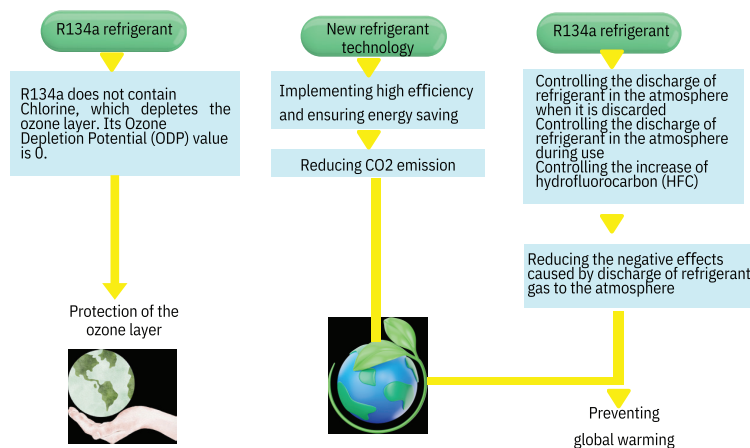 R134a refrigerant
R134a does not contain
Chlorine, which depletes the
ozone layer. Its Ozone
Depletion Potential (ODP) value
is 0.
Protection of the
ozone layer
New refrigerant
technology
Implementing high efficiency
and ensuring energy saving
Reducing CO2 emission
R134a refrigerant
Controlling the discharge of
refrigerant in the atmosphere
when it is discarded
Controlling the discharge of
refrigerant in the atmosphere
during use
Controlling the increase of
hydrofluorocarbon (HFC)
Reducing the negative effects
caused by discharge of refrigerant
gas to the atmosphere
Preventing
global warming